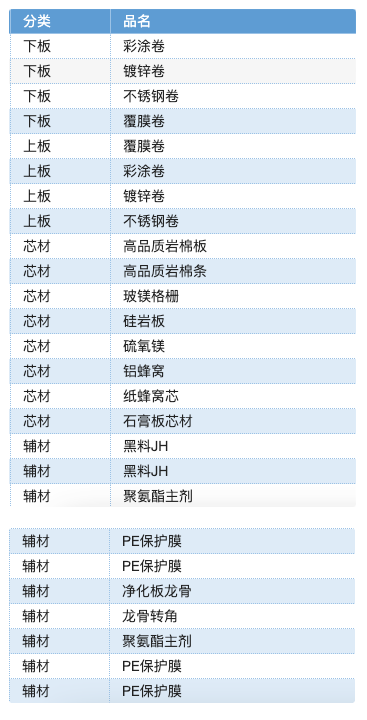 分类 品名
下板 彩涂卷
下板 镀锌卷
下板 不锈钢卷
下板 覆膜卷
上板 覆膜卷
上板 彩涂卷
上板 镀锌卷
上板 不锈钢卷
芯材 高品质岩棉板
芯材 高品质岩棉条
芯材 玻镁格栅
芯材 硅岩板
芯材 硫氧镁
芯材 铝蜂窝
芯材 纸蜂窝芯
芯材 石膏板芯材
辅材 黑料JH
辅材 黑料JH
辅材 聚氨酯主剂
辅材 PE保护膜
辅材 PE保护膜
辅材 净化板龙骨
辅材 龙骨转角
辅材 聚氨酯主剂
辅材 PE保护膜
辅材 PE保护膜